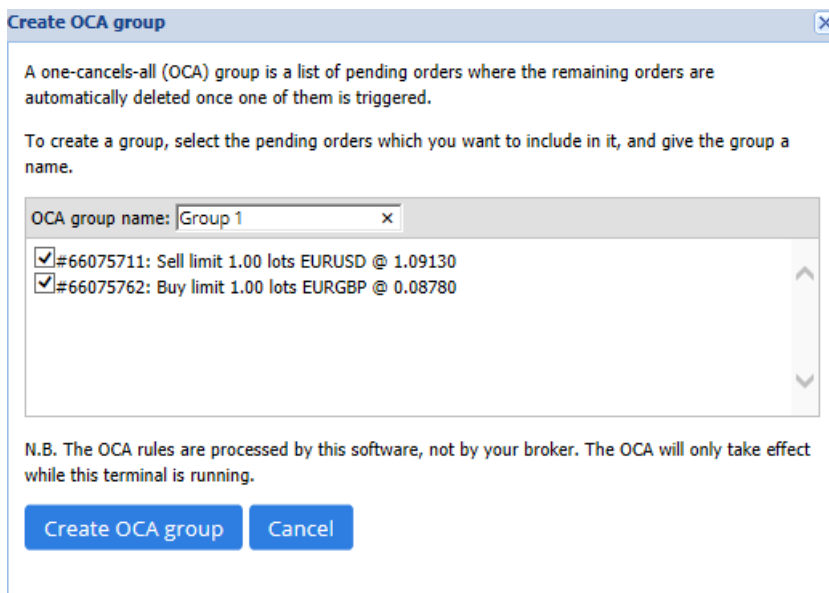 Create OCA group
A one-cancels-all (OCA) group is a list of pending orders where the remaining orders are
automatically deleted once one of them is triggered.
To create a group, select the pending orders which you want to include in it, and give the group a
name.
OCA group name: Group 1
#66075711: Sell limit 1.00 lots EURUSD @ 1.09130
#66075762: Buy limit 1.00 lots EURGBP @ 0.08780
N.B. The OCA rules are processed by this software, not by your broker. The OCA will only take effect
while this terminal is running.
Create OCA group Cancel